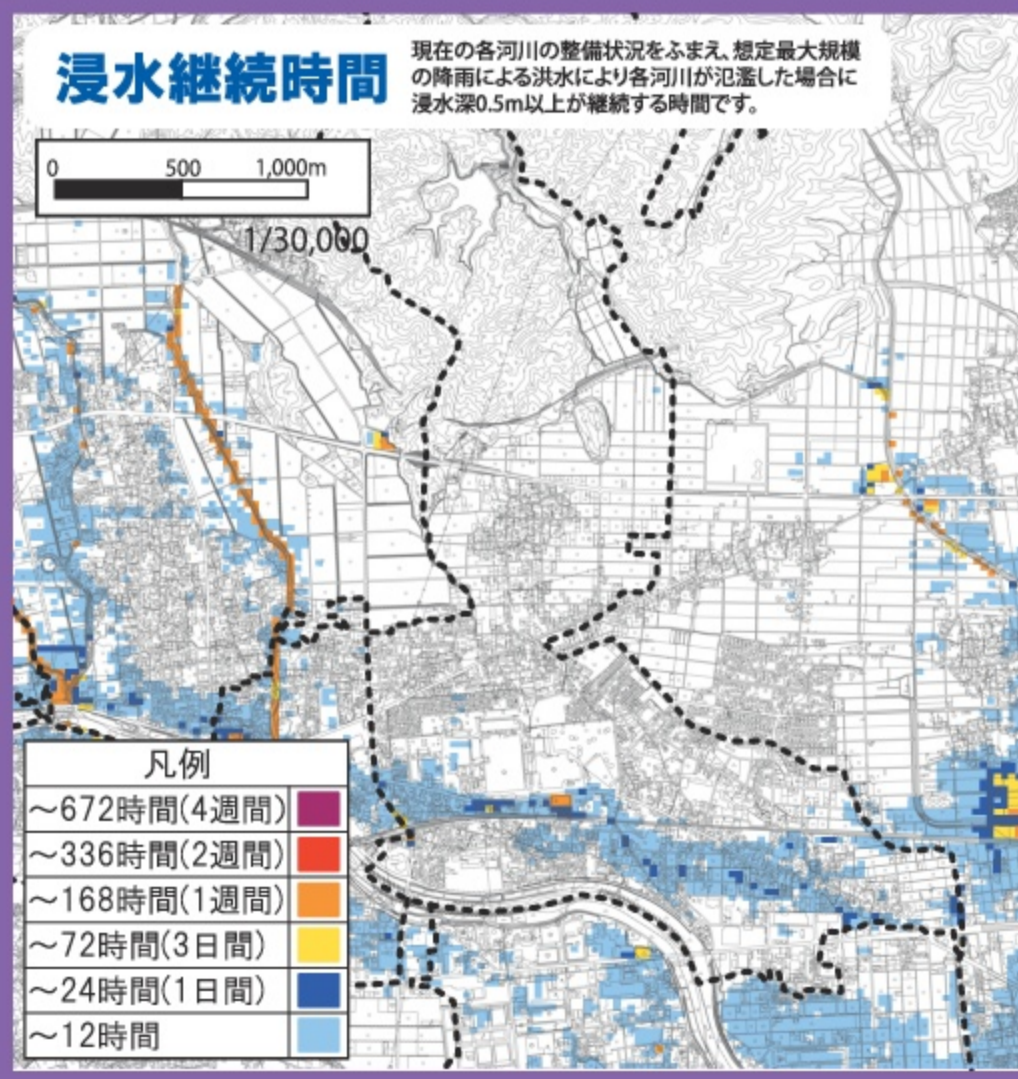 浸水継続時間
現在の各河川の整備状況をふまえ、想定最大規模
の降雨による洪水により各河川が氾濫した場合に
浸水深0.5m以上が継続する時間です。
0 500 1,000m
1/30,000
凡例
～672時間(4週間)
～336時間(2週間)
～168時間(1週間)
～72時間(3日間)
～24時間(1日間)
～12時間